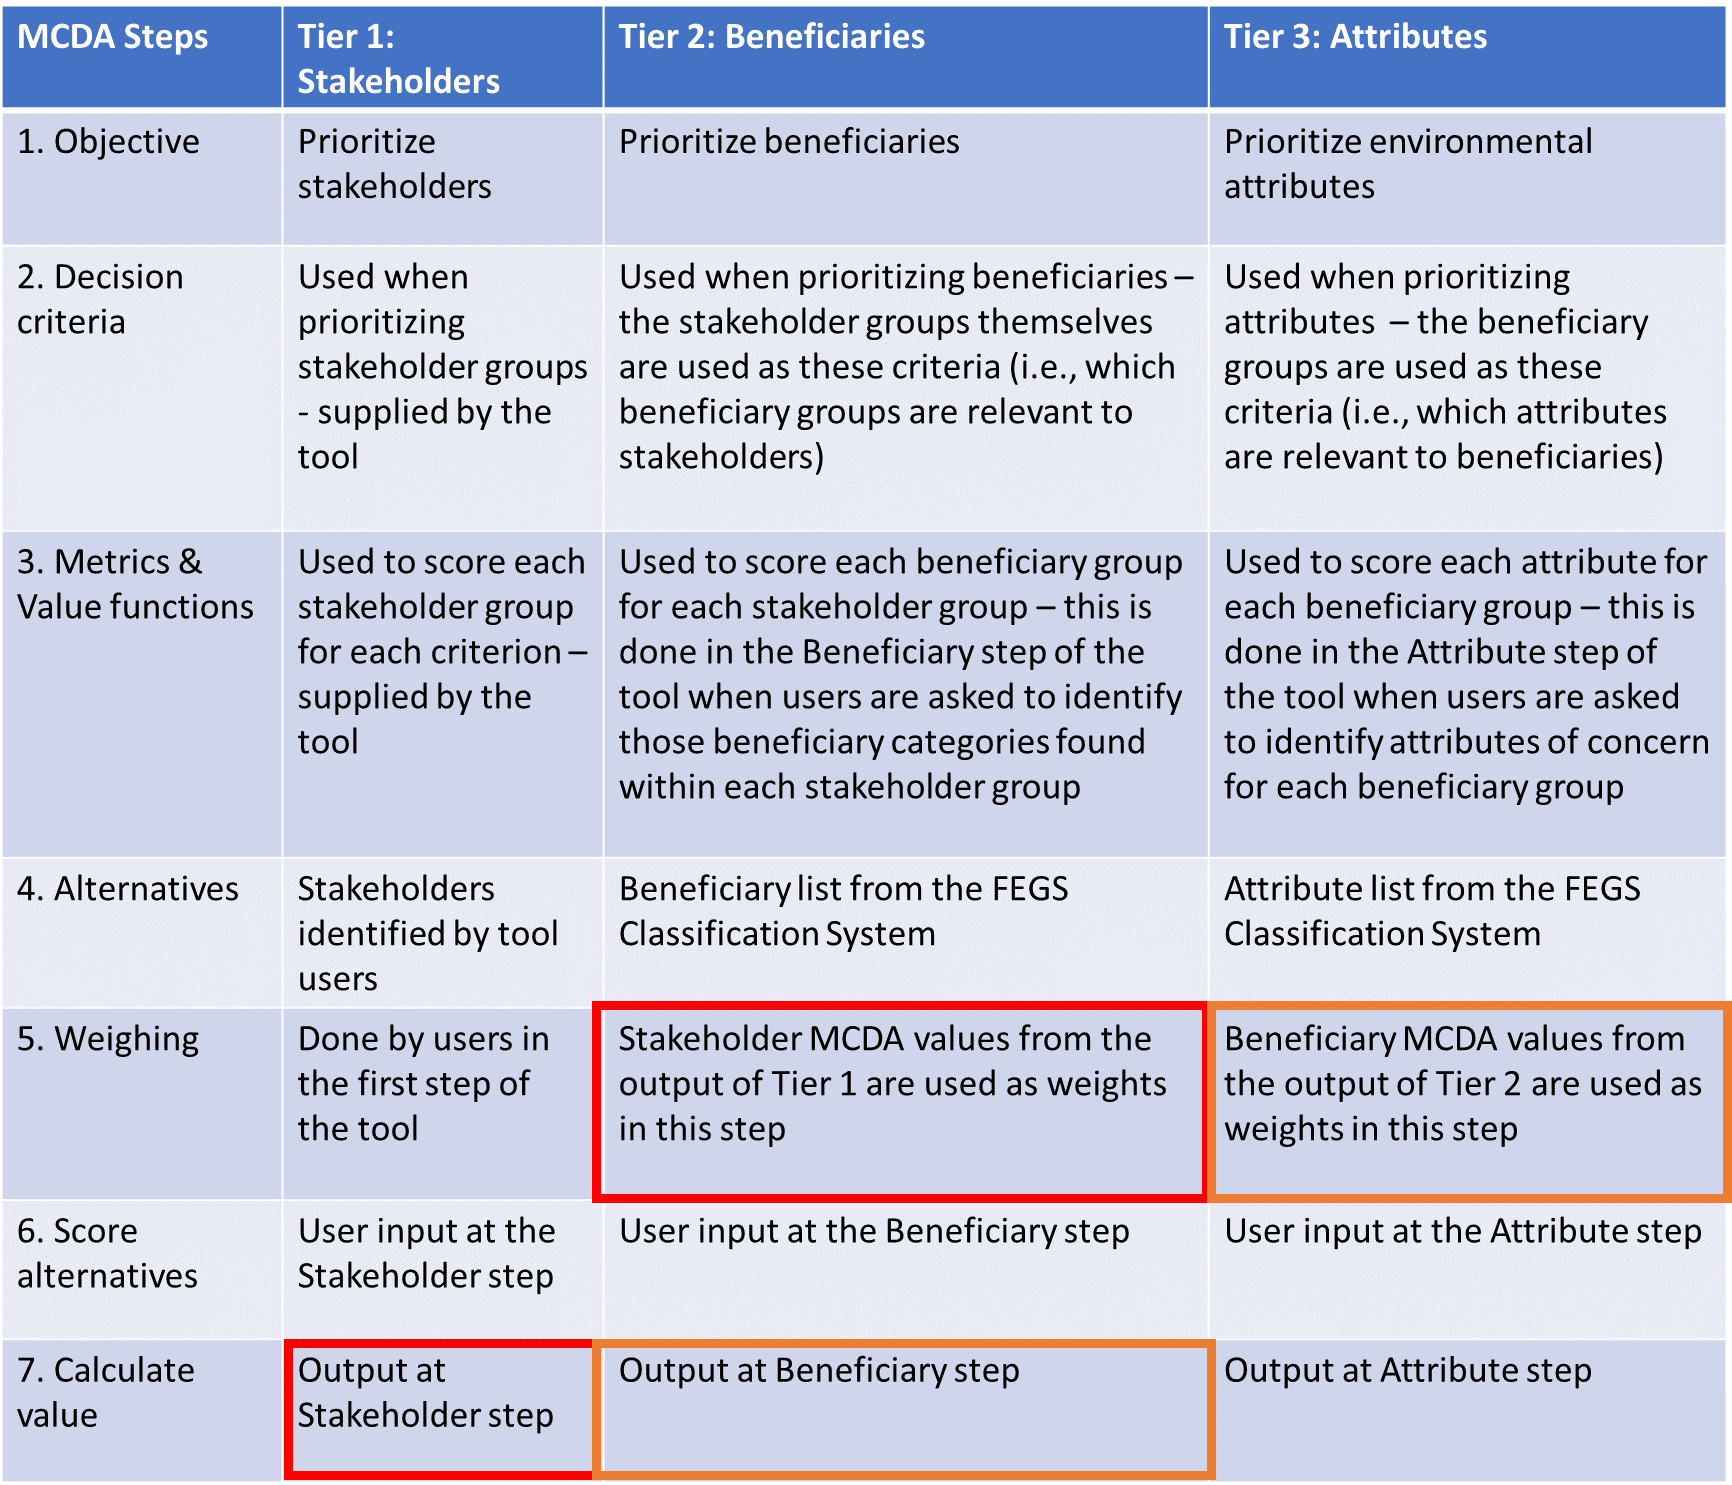 MCDA Steps
Tier 1:
Stakeholders
Tier 2: Beneficiaries
Tier 3: Attributes
1. Objective
Prioritize
stakeholders
Prioritize beneficiaries
Prioritize environmental
attributes
2. Decision
criteria
Used when
prioritizing
stakeholder groups
- supplied by the
tool
Used when prioritizing beneficiaries –
the stakeholder groups themselves
are used as these criteria (i.e., which
beneficiary groups are relevant to
stakeholders)
Used when prioritizing
attributes – the beneficiary
groups are used as these
criteria (i.e., which attributes
are relevant to beneficiaries)
3. Metrics &
Value functions
Used to score each
stakeholder group
for each criterion –
supplied by the
tool
Used to score each beneficiary group
for each stakeholder group – this is
done in the Beneficiary step of the
tool when users are asked to identify
those beneficiary categories found
within each stakeholder group
Used to score each attribute for
each beneficiary group – this is
done in the Attribute step of
the tool when users are asked
to identify attributes of concern
for each beneficiary group
4. Alternatives
Stakeholders
identified by tool
users
Beneficiary list from the FEGS
Classification System
Attribute list from the FEGS
Classification System
5. Weighing
Done by users in
the first step of
the tool
Stakeholder MCDA values from the
output of Tier 1 are used as weights
in this step
Beneficiary MCDA values from
the output of Tier 2 are used as
weights in this step
6. Score
alternatives
User input at the
Stakeholder step
User input at the Beneficiary step
User input at the Attribute step
7. Calculate
value
Output at
Stakeholder step
Output at Beneficiary step
Output at Attribute step